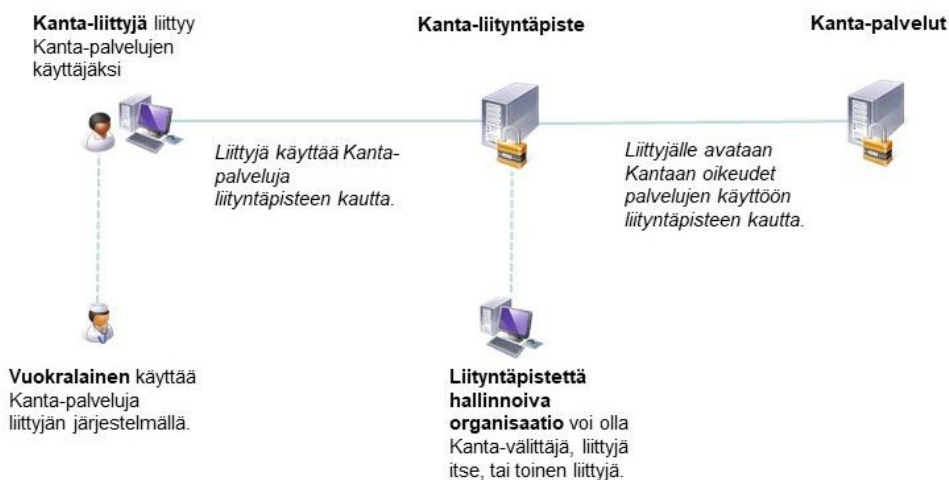 Kanta-liittyjä liittyy
Kanta-palvelujen
käyttäjäksi
Kanta-liityntäpiste
Kanta-palvelut
Liittyjä käyttää Kanta-
palveluja
liityntäpisteen kautta.
Liittyjälle avataan
Kantaan oikeudet
palvelujen käyttöön
liityntäpisteen kautta.
Vuokralainen käyttää
Kanta-palveluja
liittyjän järjestelmällä.
Liityntäpistettä
hallinnoiva
organisaatio voi olla
Kanta-välittäjä, liittyjä
itse, tai toinen liittyjä.